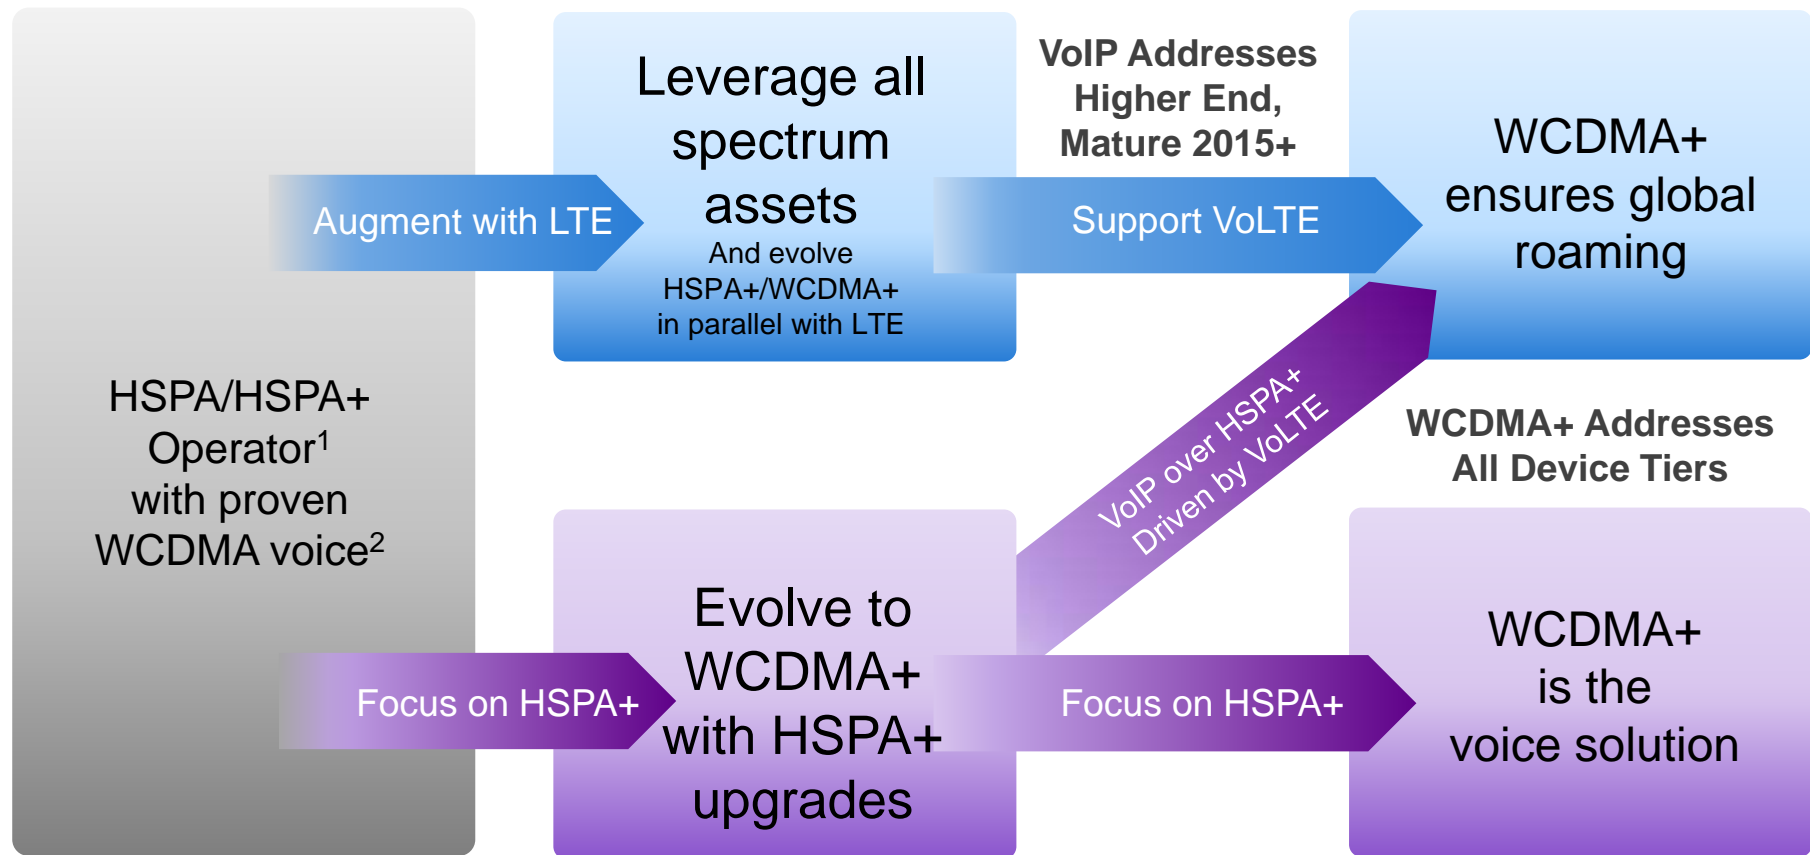 HSPA/HSPA+
Operator¹
with proven
WCDMA voice²
Augment with LTE
Leverage all
spectrum
assets
And evolve
HSPA+/WCDMA+
in parallel with LTE
VoIP Addresses
Higher End,
Mature 2015+
Support VoLTE
WCDMA+
ensures global
roaming
Focus on HSPA+
Evolve to
WCDMA+
with HSPA+
upgrades
VoIP over HSPA+
Driven by VoLTE
WCDMA+ Addresses
All Device Tiers
Focus on HSPA+
WCDMA+
is the
voice solution